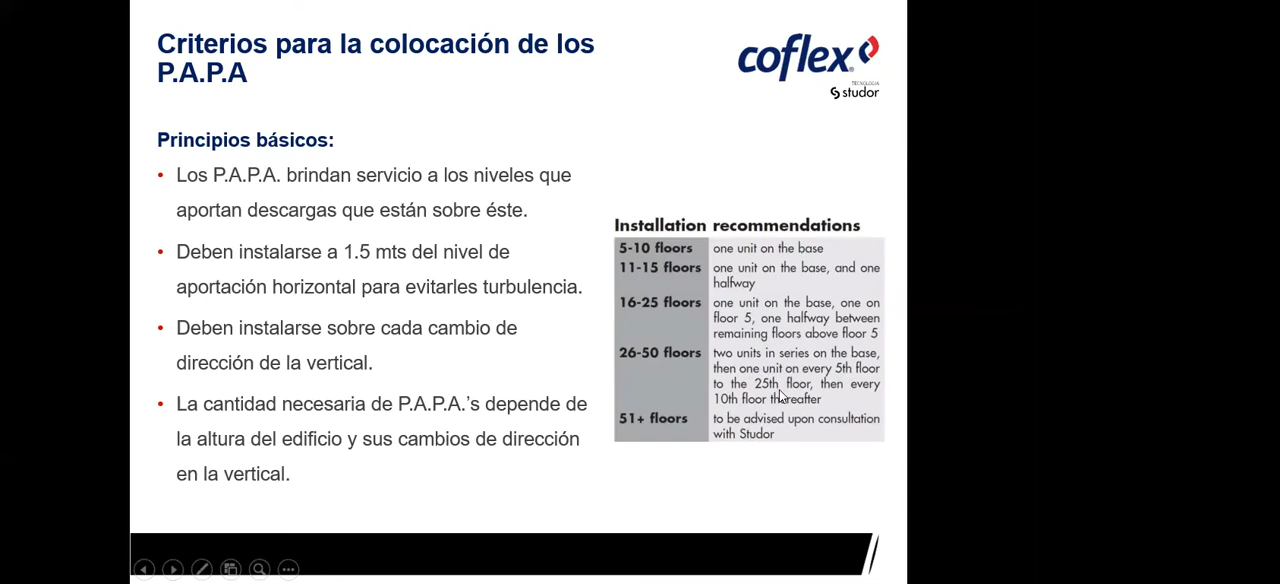 Criterios para la colocación de los
P.A.P.A
coflex
TECNOLOGÍA
studor
Principios básicos:
• Los P.A.P.A. brindan servicio a los niveles que
aportan descargas que están sobre éste.
• Deben instalarse a 1.5 mts del nivel de
aportación horizontal para evitarles turbulencia.
• Deben instalarse sobre cada cambio de
dirección de la vertical.
• La cantidad necesaria de P.A.P.A.'s depende de
la altura del edificio y sus cambios de dirección
en la vertical.
Installation recommendations
5-10 floors one unit on the base
11-15 floors one unit on the base, and one
halfway
16-25 floors one unit on the base, one on
floor 5, one halfway between
remaining floors above floor 5
26-50 floors two units in series on the base,
then one unit on every 5th floor
to the 25th floor, then every
10th floor thereafter
51+ floors to be advised upon consultation
with Studor